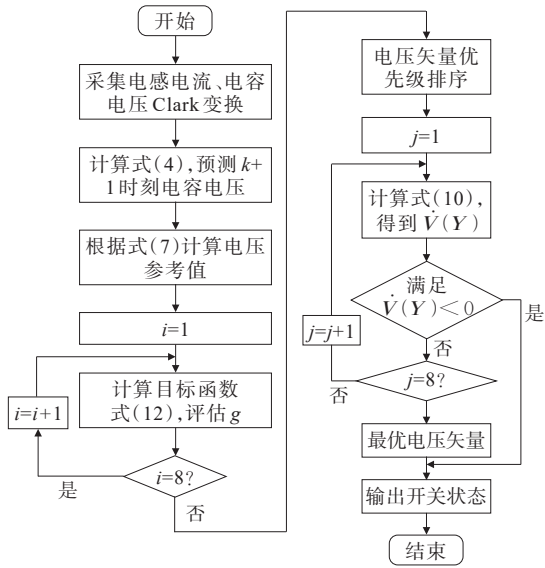 开始
采集电感电流、电容
电压Clark变换
计算式(4),预测k+
1时刻电容电压
根据式(7)计算电压
参考值
i=1
计算目标函数
式(12),评估g
i=i+1
i=8?
是
否
电压矢量优
先级排序
j=1
计算式(10),
得到V̇(Y)
满足
V̇(Y)<0
是
j=j+1
否
j=8?
否
最优电压矢量
输出开关状态
结束